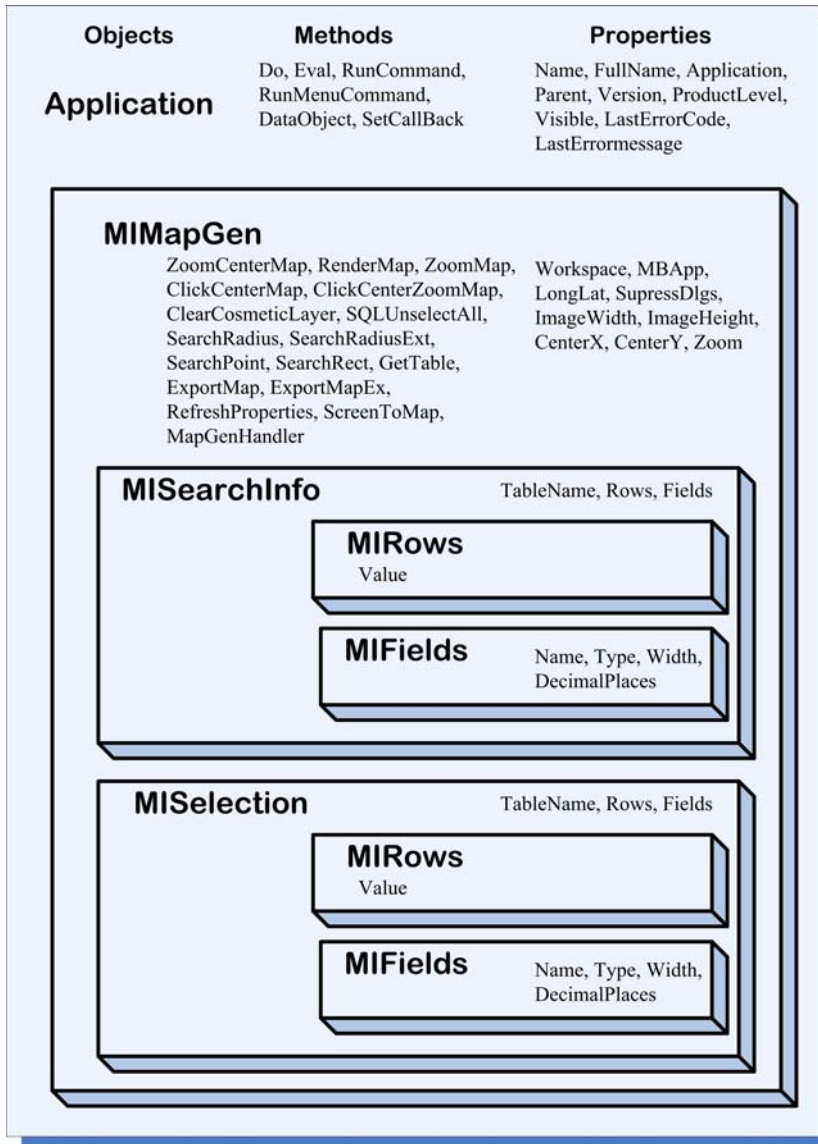 Objects
Methods
Properties
Application
Do, Eval, RunCommand,
RunMenuCommand,
DataObject, SetCallBack
Name, FullName, Application,
Parent, Version, ProductLevel,
Visible, LastErrorCode,
LastErrormessage
MIMapGen
ZoomCenterMap, RenderMap, ZoomMap,
ClickCenterMap, ClickCenterZoomMap,
ClearCosmeticLayer, SQLUnselectAll,
SearchRadius, SearchRadiusExt,
SearchPoint, SearchRect, GetTable,
ExportMap, ExportMapEx,
RefreshProperties, ScreenToMap,
MapGenHandler
Workspace, MBApp,
LongLat, SupressDlgs,
ImageWidth, ImageHeight,
CenterX, CenterY, Zoom
MISearchInfo
TableName, Rows, Fields
MIRows
Value
MIFields
Name, Type, Width,
DecimalPlaces
MISelection
TableName, Rows, Fields
MIRows
Value
MIFields
Name, Type, Width,
DecimalPlaces